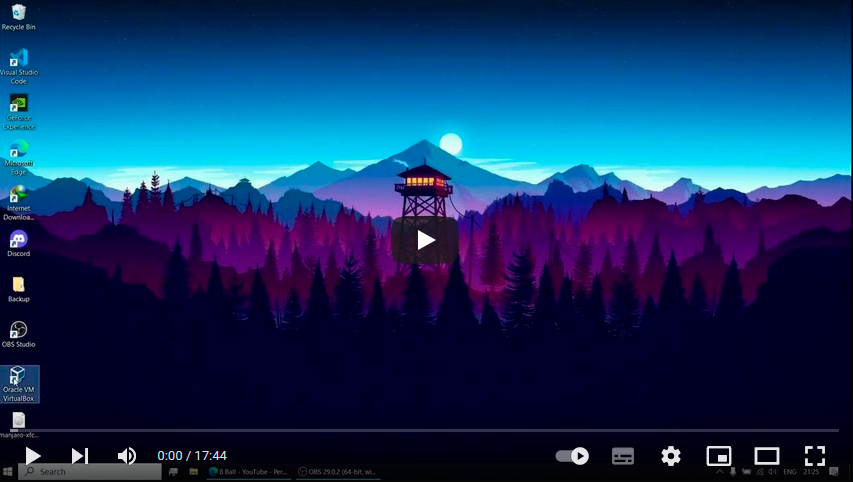 Recycle Bin
Visual Studio
Code
GeForce
Experience
Microsoft
Edge
Internet
Downloa...
Discord
Backup
OBS Studio
Oracle VM
VirtualBox
manjaro-xfc...
0:00 / 17:44
Search
8 Ball - YouTube - Per...
OBS 29.0.2 (64-bit, wi...
ENG
21:25